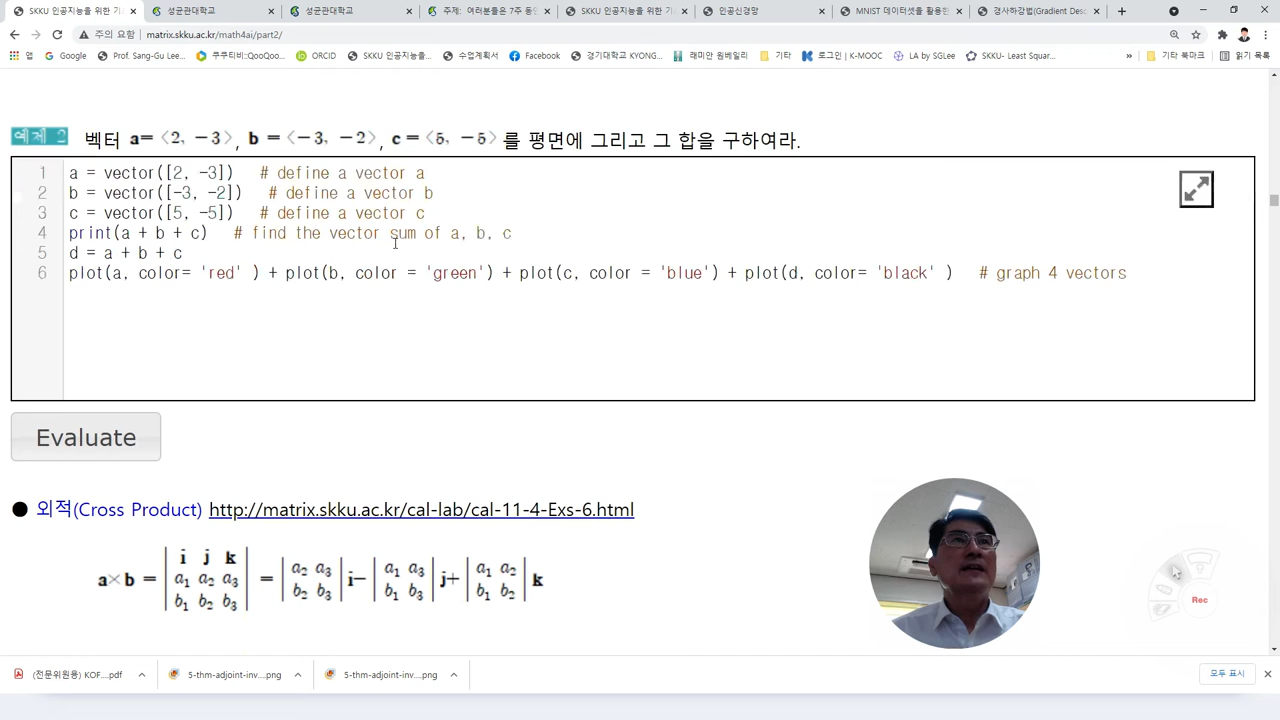 SKKU 인공지능을 위한 기
성균관대학교
성균관대학교
주제: 여러분들은 7주 동안
SKKU 인공지능을 위한 기
인공신경망
MNIST 데이터셋을 활용한
경사하강법(Gradient Desc
주의 요함 | matrix.skku.ac.kr/math4ai/part2/
앱 Google Prof. Sang-Gu Lee... 쿠쿠티비::QooQoo... ORCID SKKU 인공지능을... 수업계획서 Facebook 경기대학교 KYONG... 래미안 원베일리 기타 로그인 | K-MOOC LA by SGLee SKKU- Least Squar... » 기타 북마크 읽기 목록
예제 2 벡터 a= 〈2, −3〉, b =〈−3, −2〉, c =〈5, −5〉를 평면에 그리고 그 합을 구하여라.
1 a = vector([2, -3]) # define a vector a
2 b = vector([-3, -2]) # define a vector b
3 c = vector([5, -5]) # define a vector c
4 print(a + b + c) # find the vector sum of a, b, c
5 d = a + b + c
6 plot(a, color= 'red' ) + plot(b, color = 'green') + plot(c, color = 'blue') + plot(d, color= 'black' ) # graph 4 vectors
Evaluate
● 외적(Cross Product) http://matrix.skku.ac.kr/cal-lab/cal-11-4-Exs-6.html
a×b = | i j k ; a₁ a₂ a₃ ; b₁ b₂ b₃ | = | a₂ a₃ ; b₂ b₃ | i− | a₁ a₃ ; b₁ b₃ | j+ | a₁ a₂ ; b₁ b₂ | k
Rec
(전문위원용) KOF....pdf
5-thm-adjoint-inv....png
5-thm-adjoint-inv....png
모두 표시